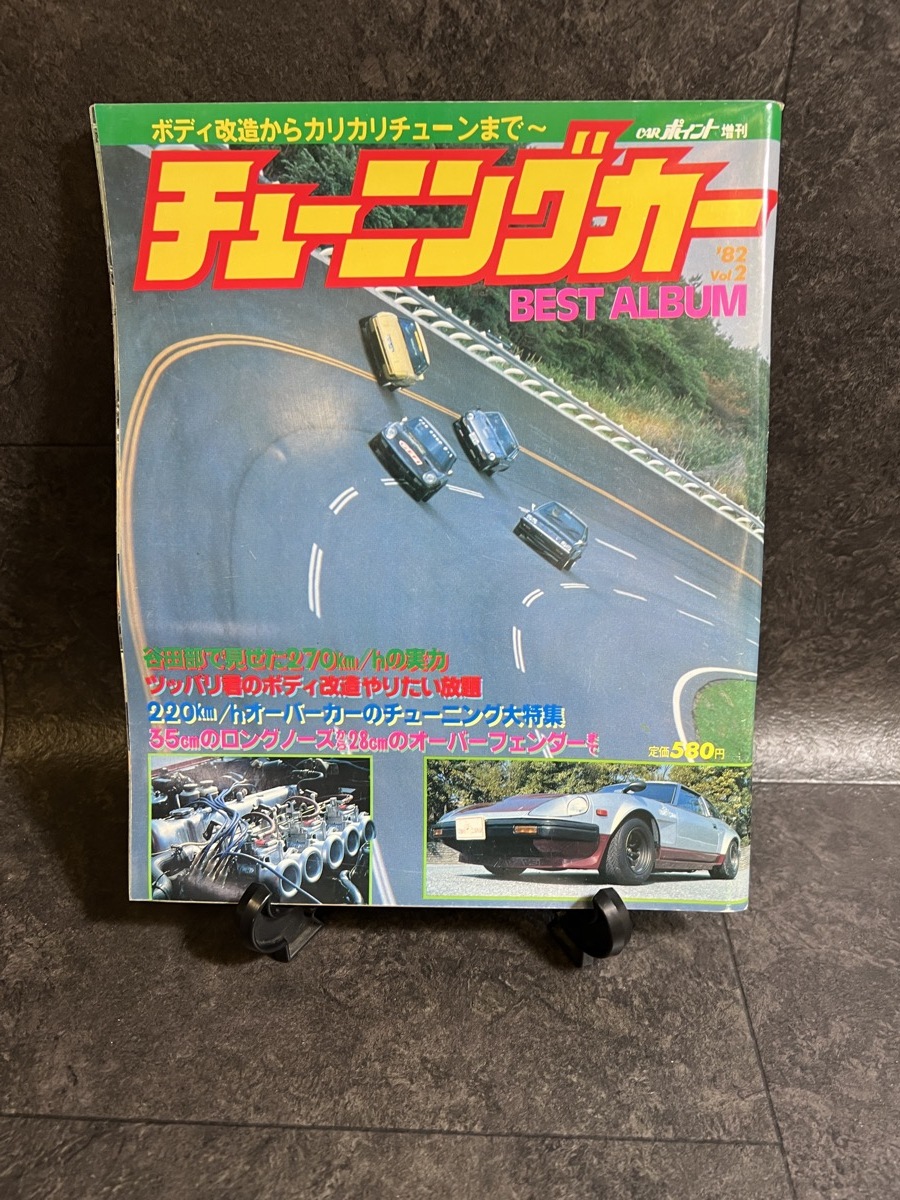 ボディ改造からカリカリチューンまで～
CARポイント増刊
チューニングカー
'82
Vol 2
BEST ALBUM
谷田部で見せた270km/hの実力
ツッパリ君のボディ改造やりたい放題
220km/hオーバーカーのチューニング大特集
35cmのロングノーズから28cmのオーバーフェンダーまで
定価580円